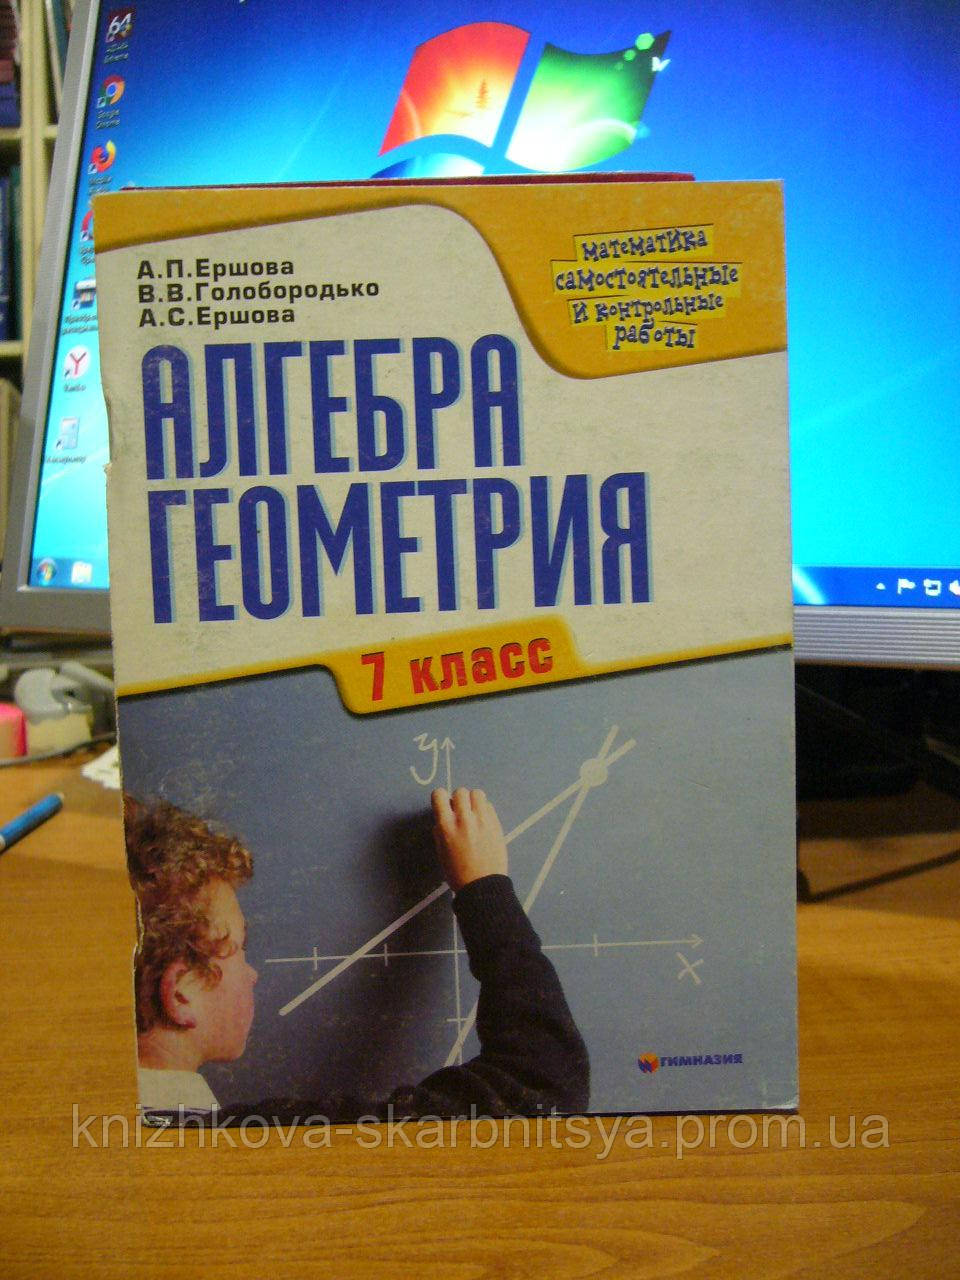 А.П.Ершова
В.В.Голобородько
А.С.Ершова
математика
самостоятельные
и контрольные
работы
АЛГЕБРА
ГЕОМЕТРИЯ
7 класс
y
x
ГИМНАЗИЯ
knizhkova-skarbnitsya.prom.ua